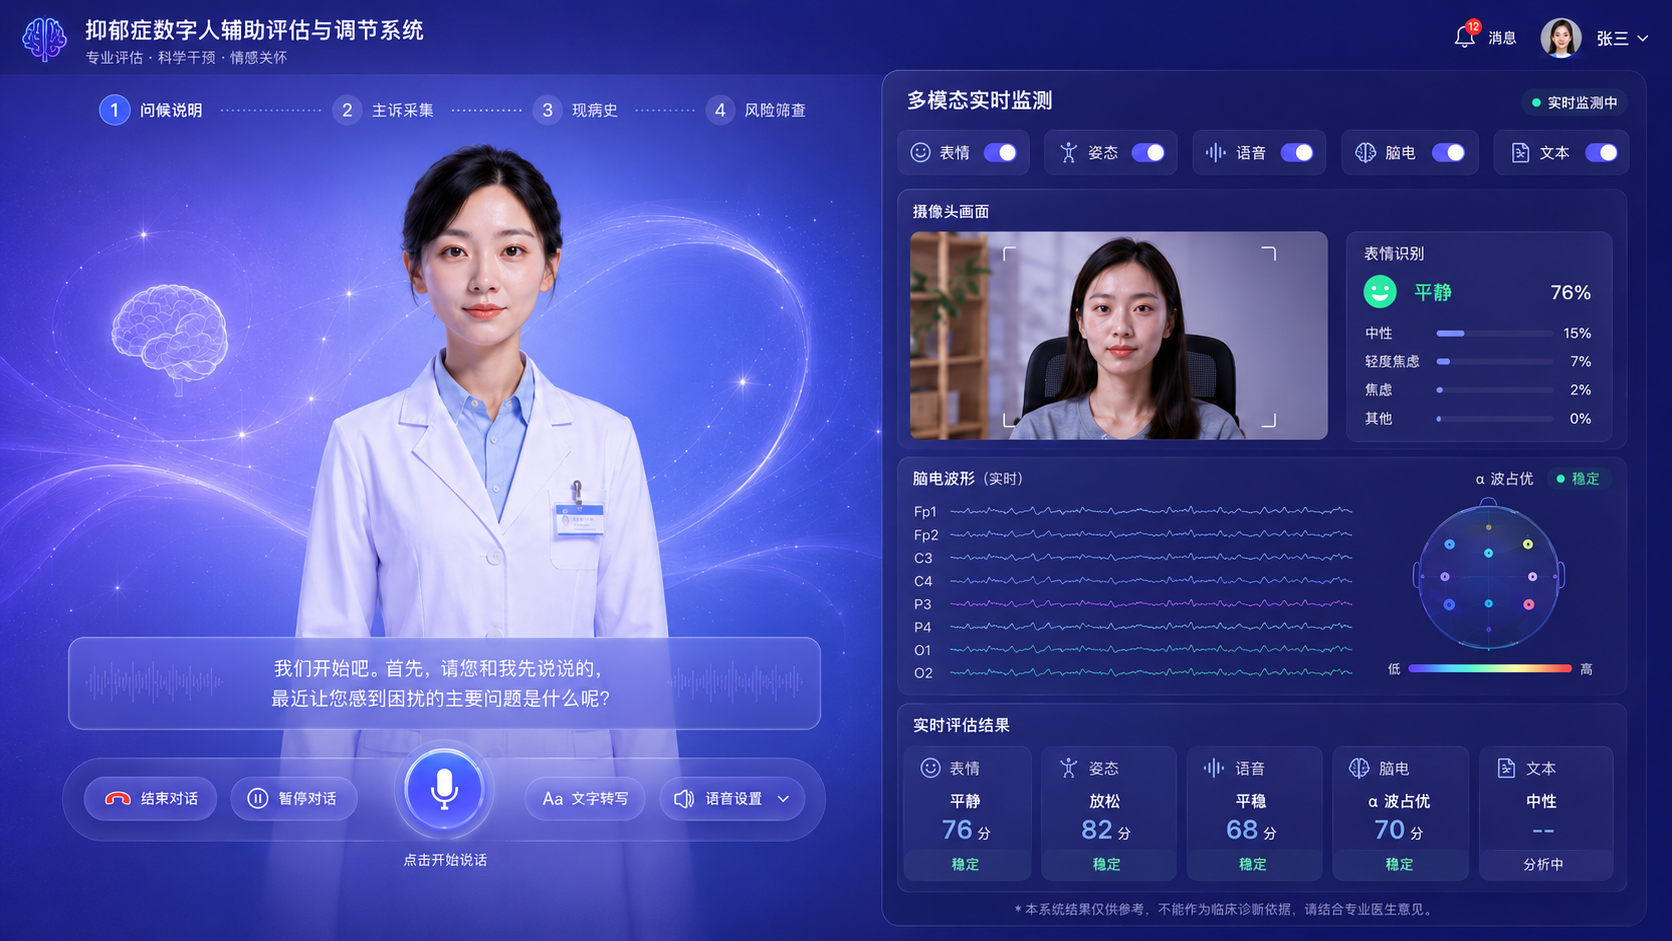 抑郁症数字人辅助评估与调节系统
专业评估 · 科学干预 · 情感关怀
12
消息
张三
1 问候说明
2 主诉采集
3 现病史
4 风险筛查
我们开始吧。首先，请您和我先说说的，
最近让您感到困扰的主要问题是什么呢？
结束对话
暂停对话
Aa 文字转写
语音设置
点击开始说话
多模态实时监测
实时监测中
表情
姿态
语音
脑电
文本
摄像头画面
表情识别
平静 76%
中性 15%
轻度焦虑 7%
焦虑 2%
其他 0%
脑电波形（实时）
α 波占优
稳定
Fp1
Fp2
C3
C4
P3
P4
O1
O2
低
高
实时评估结果
表情
平静
76 分
稳定
姿态
放松
82 分
稳定
语音
平稳
68 分
稳定
脑电
α 波占优
70 分
稳定
文本
中性
--
分析中
* 本系统结果仅供参考，不能作为临床诊断依据，请结合专业医生意见。